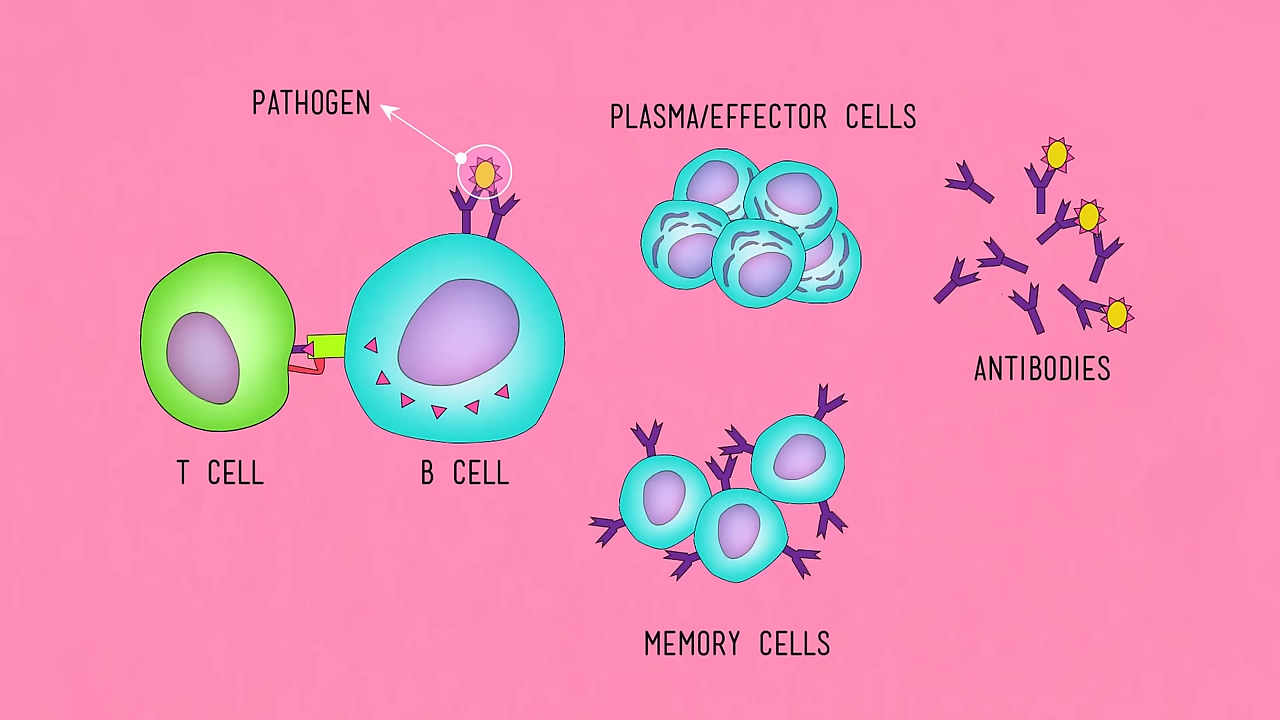 PATHOGEN
PLASMA/EFFECTOR CELLS
ANTIBODIES
T CELL
B CELL
MEMORY CELLS